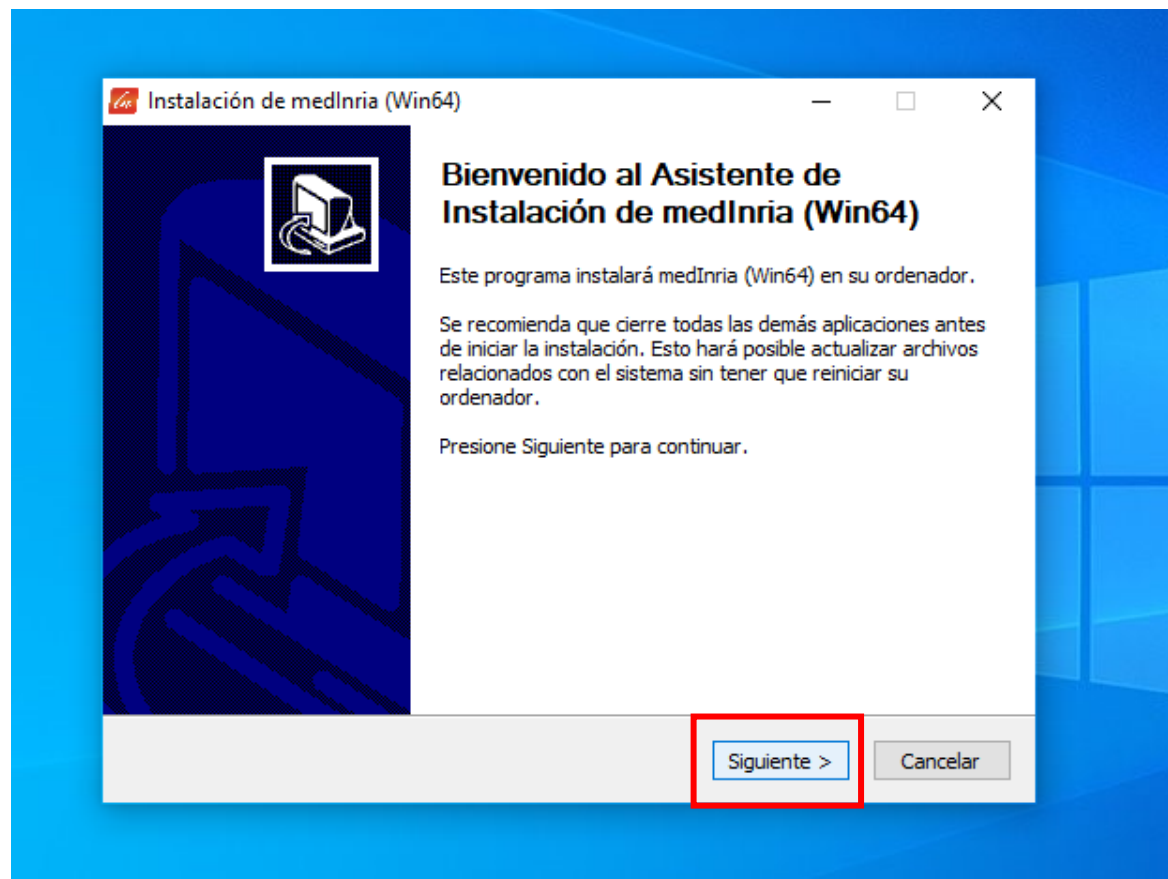 Instalación de medInria (Win64)
Bienvenido al Asistente de
Instalación de medInria (Win64)
Este programa instalará medInria (Win64) en su ordenador.
Se recomienda que cierre todas las demás aplicaciones antes
de iniciar la instalación. Esto hará posible actualizar archivos
relacionados con el sistema sin tener que reiniciar su
ordenador.
Presione Siguiente para continuar.
Siguiente >
Cancelar